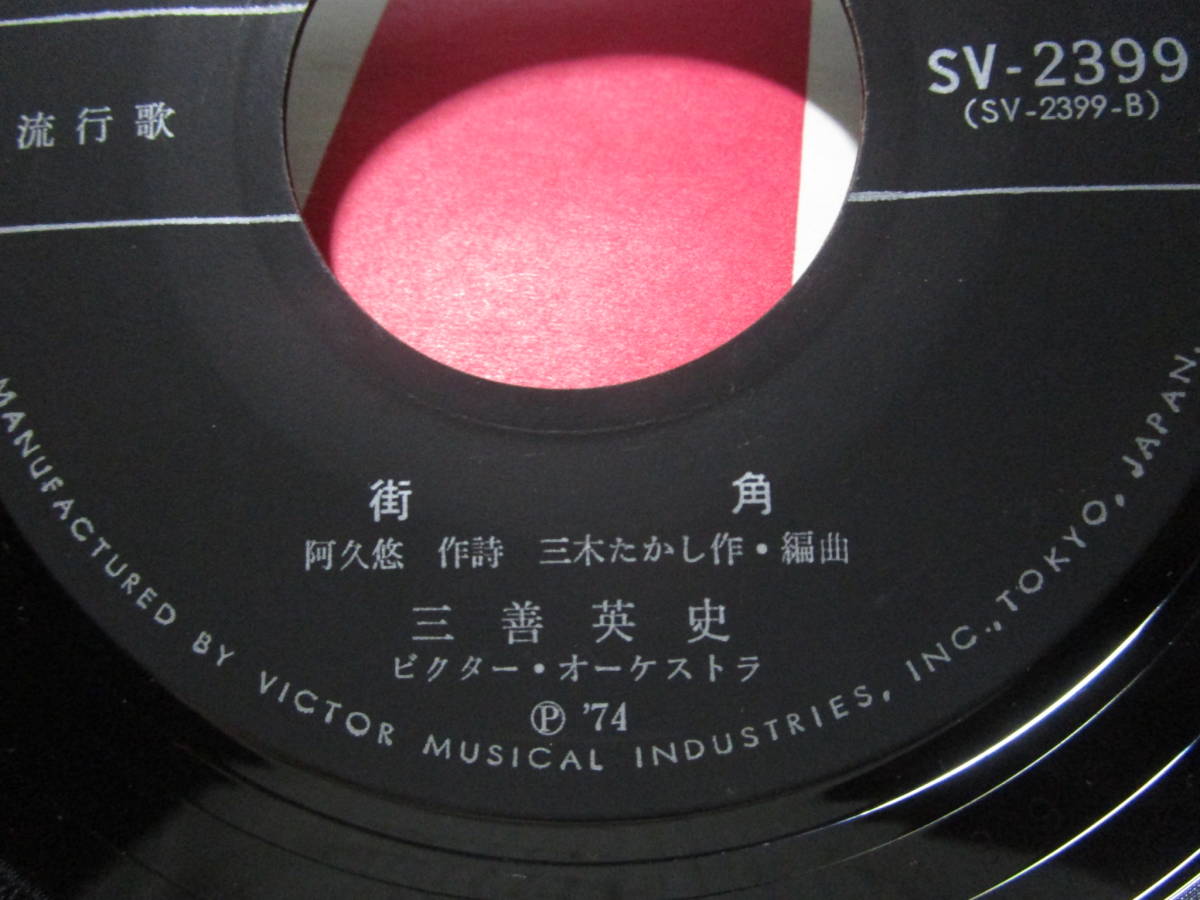 流行歌
SV-2399
(SV-2399-B)
街角
阿久悠 作詩 三木たかし作・編曲
三善英史
ビクター・オーケストラ
Ⓟ '74
MANUFACTURED BY VICTOR MUSICAL INDUSTRIES, INC., TOKYO, JAPAN.